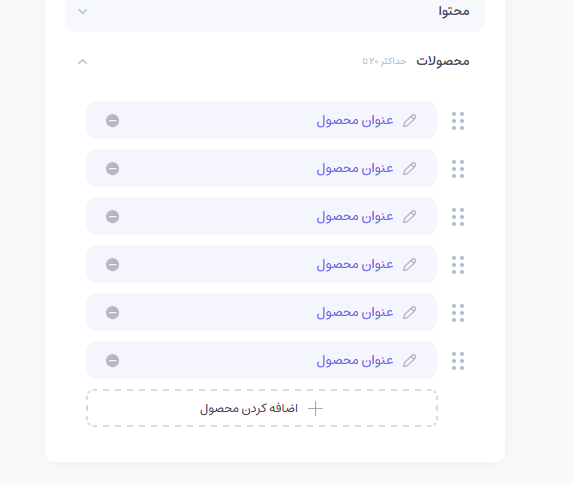 محتوا
محصولات حداکثر ۲۰ تا
عنوان محصول
عنوان محصول
عنوان محصول
عنوان محصول
عنوان محصول
عنوان محصول
اضافه کردن محصول